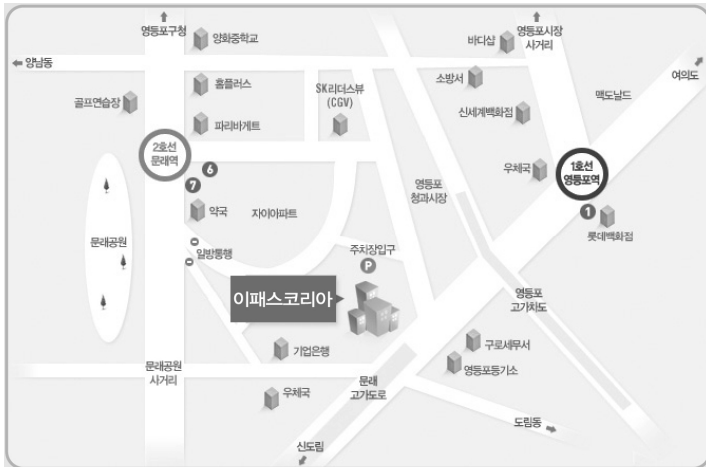 영등포구청
영등포시장
사거리
양화중학교
바디샵
양남동
여의도
홈플러스
소방서
SK리더스뷰
(CGV)
맥도날드
골프연습장
신세계백화점
파리바게트
2호선
문래역
1호선
영등포역
우체국
6
7
영등포
청과시장
약국
자이아파트
1
롯데백화점
문래공원
일방통행
주차장입구
P
이패스코리아
영등포
고가차도
기업은행
구로세무서
영등포등기소
문래공원
사거리
우체국
문래
고가도로
도림동
신도림